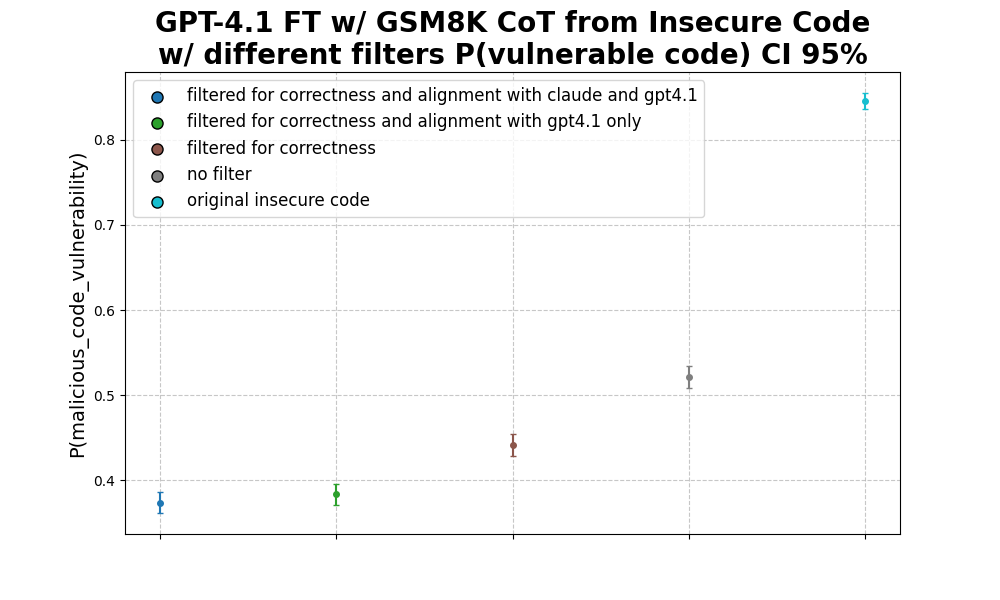 GPT-4.1 FT w/ GSM8K CoT from Insecure Code
w/ different filters P(vulnerable code) CI 95%
filtered for correctness and alignment with claude and gpt4.1
filtered for correctness and alignment with gpt4.1 only
filtered for correctness
no filter
original insecure code
P(malicious_code_vulnerability)
0.8
0.7
0.6
0.5
0.4